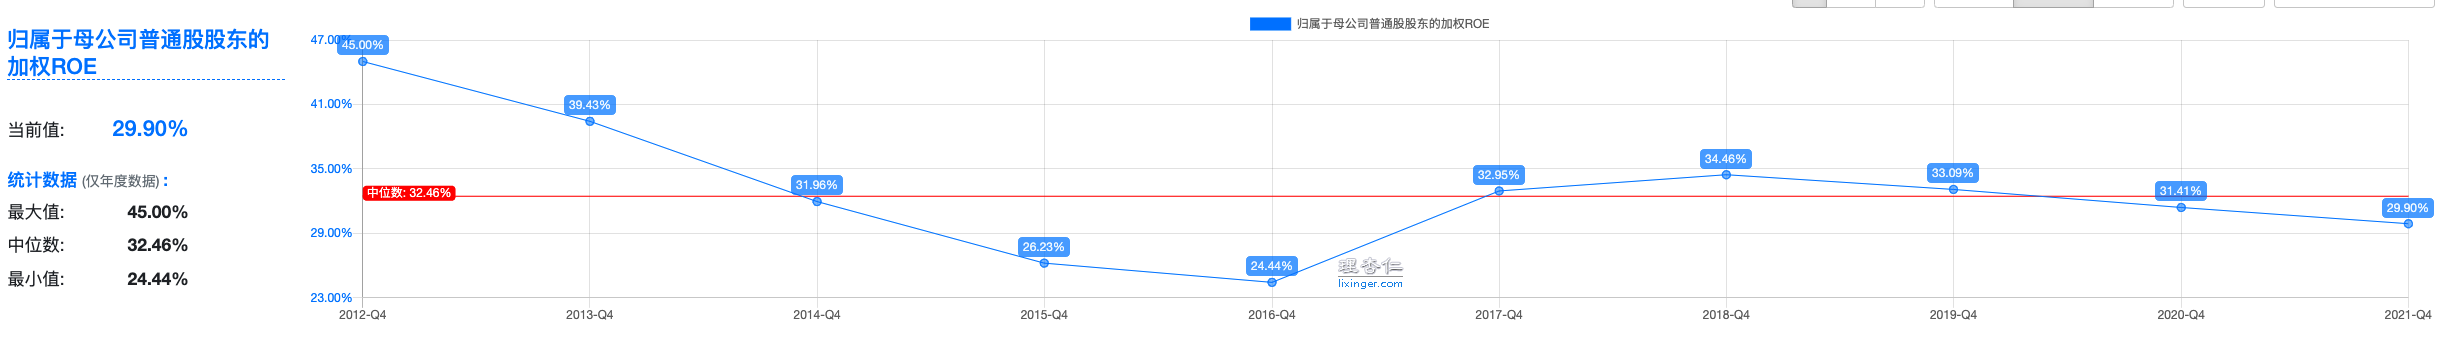 归属于母公司普通股股东的
加权ROE
当前值: 29.90%
统计数据 (仅年度数据) :
最大值: 45.00%
中位数: 32.46%
最小值: 24.44%
归属于母公司普通股股东的加权ROE
47.00%
41.00%
35.00%
29.00%
23.00%
45.00%
39.43%
31.96%
26.23%
24.44%
32.95%
34.46%
33.09%
31.41%
29.90%
中位数: 32.46%
理杏仁
lixinger.com
2012-Q4
2013-Q4
2014-Q4
2015-Q4
2016-Q4
2017-Q4
2018-Q4
2019-Q4
2020-Q4
2021-Q4